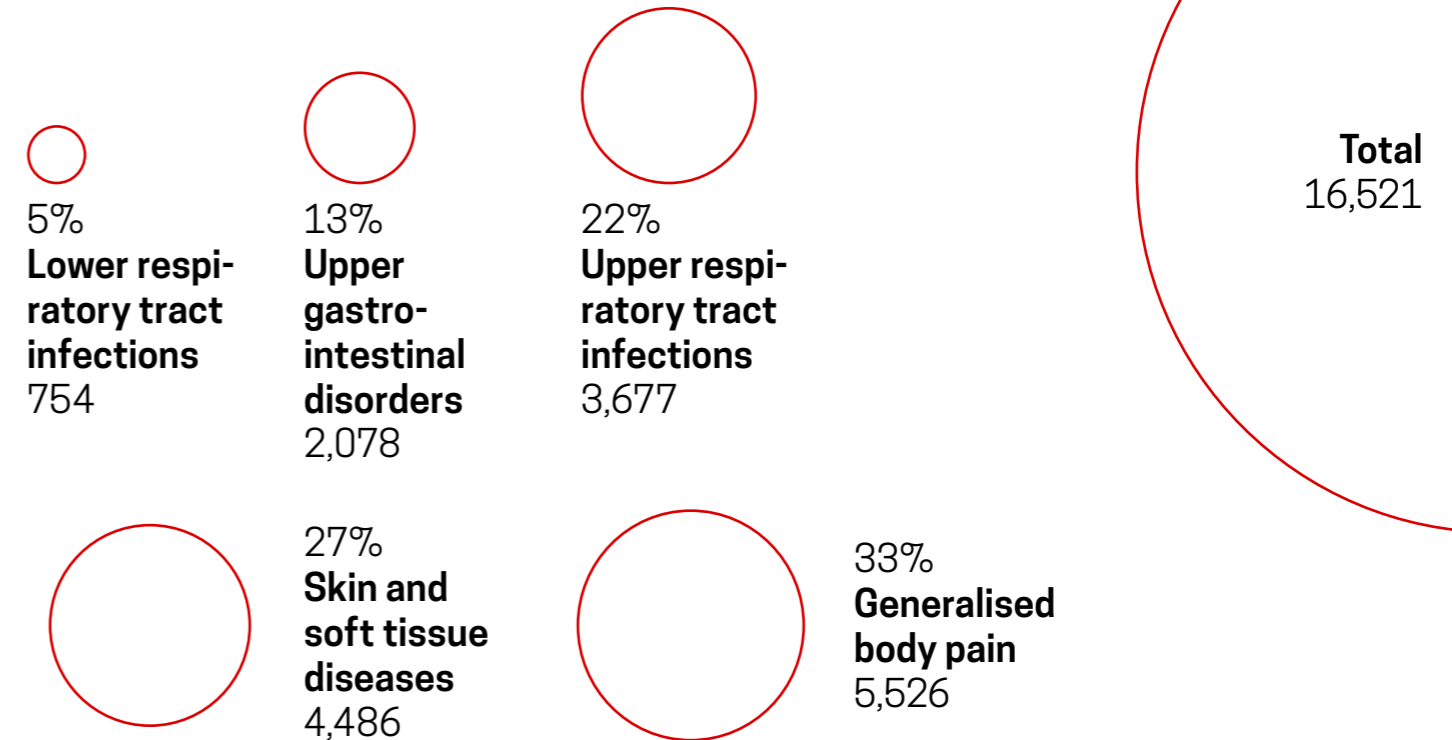 5%
Lower respi-
ratory tract
infections
754
13%
Upper
gastro-
intestinal
disorders
2,078
22%
Upper respi-
ratory tract
infections
3,677
Total
16,521
27%
Skin and
soft tissue
diseases
4,486
33%
Generalised
body pain
5,526